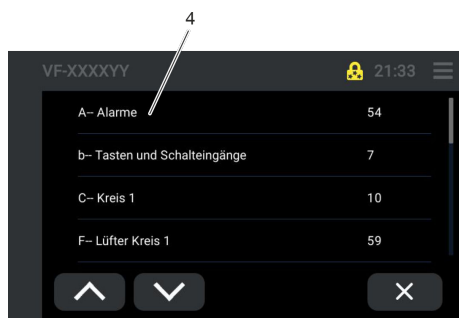 4
VF-XXXXYY 21:33
A-- Alarme 54
b-- Tasten und Schalteingänge 7
C-- Kreis 1 10
F-- Lüfter Kreis 1 59